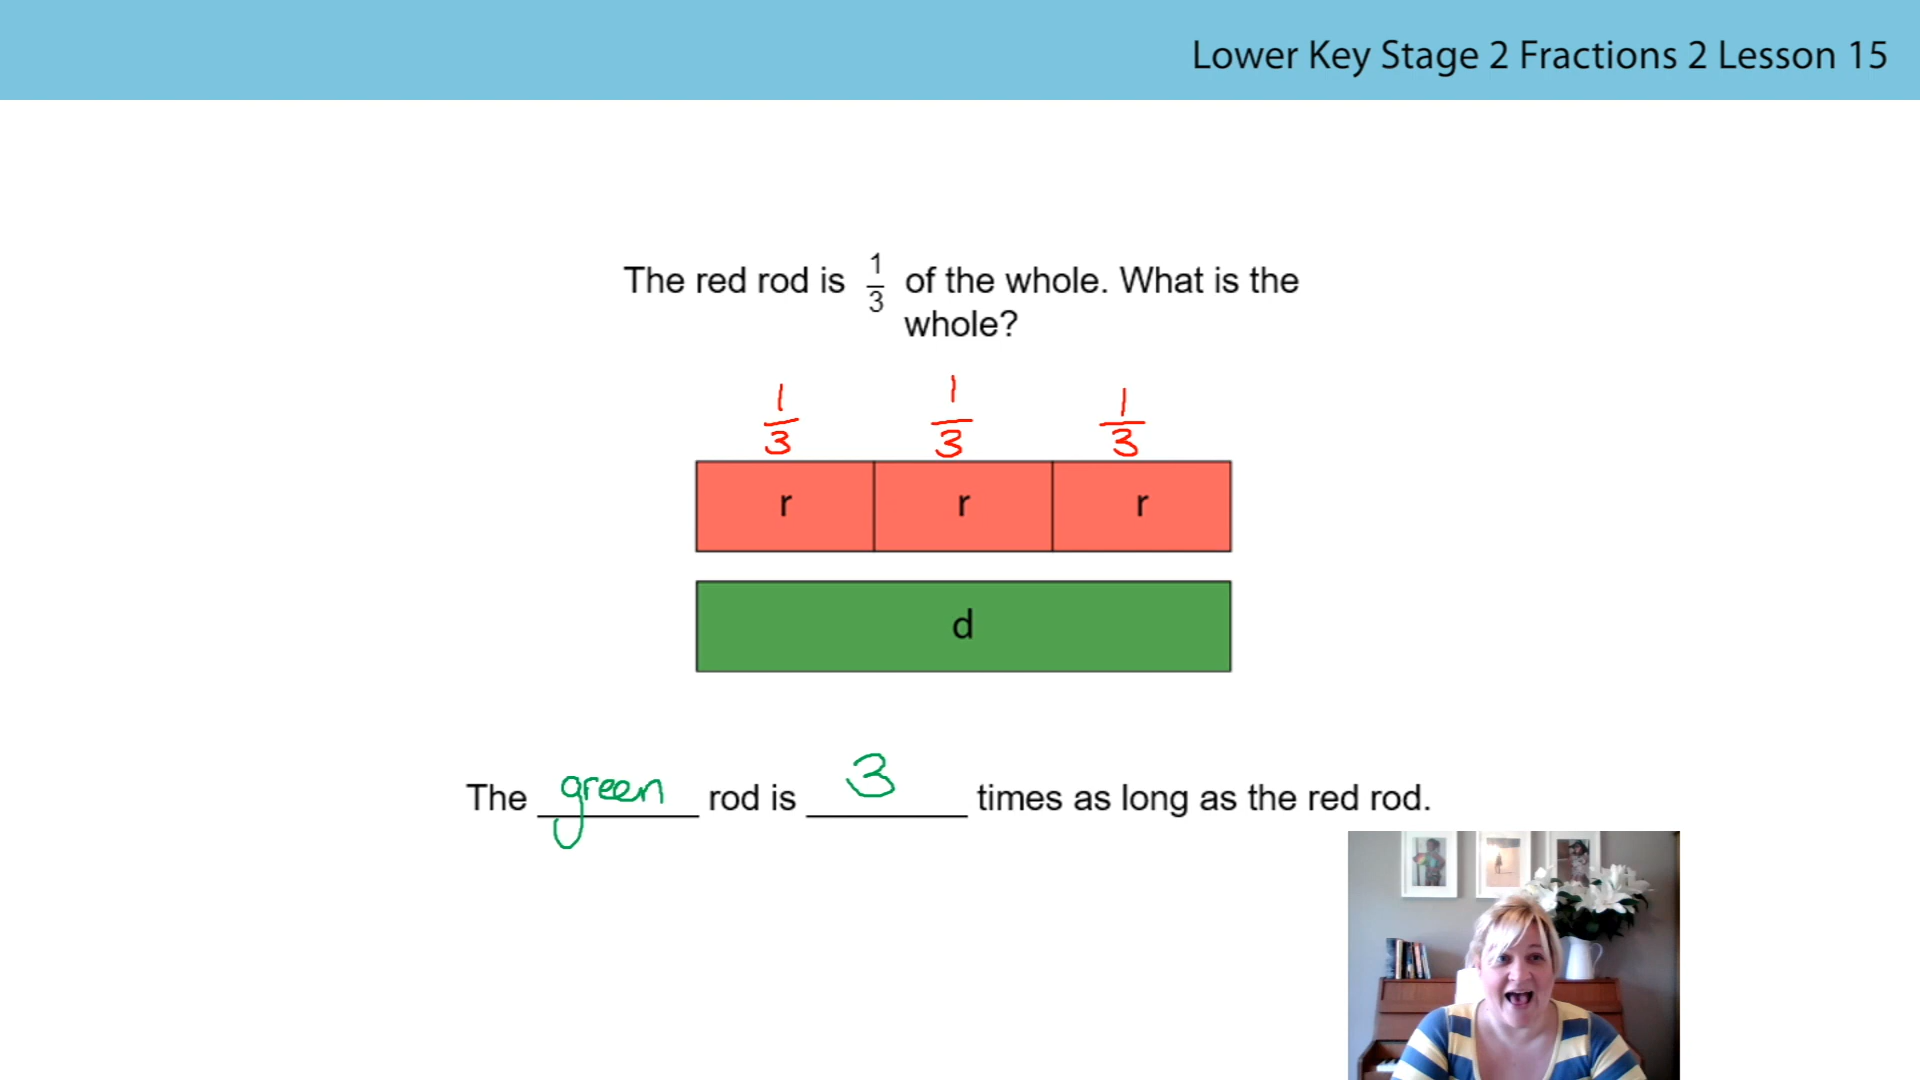 Lower Key Stage 2 Fractions 2 Lesson 15
The red rod is 1/3 of the whole. What is the
whole?
1/3 1/3 1/3
r r r
d
The green rod is 3 times as long as the red rod.